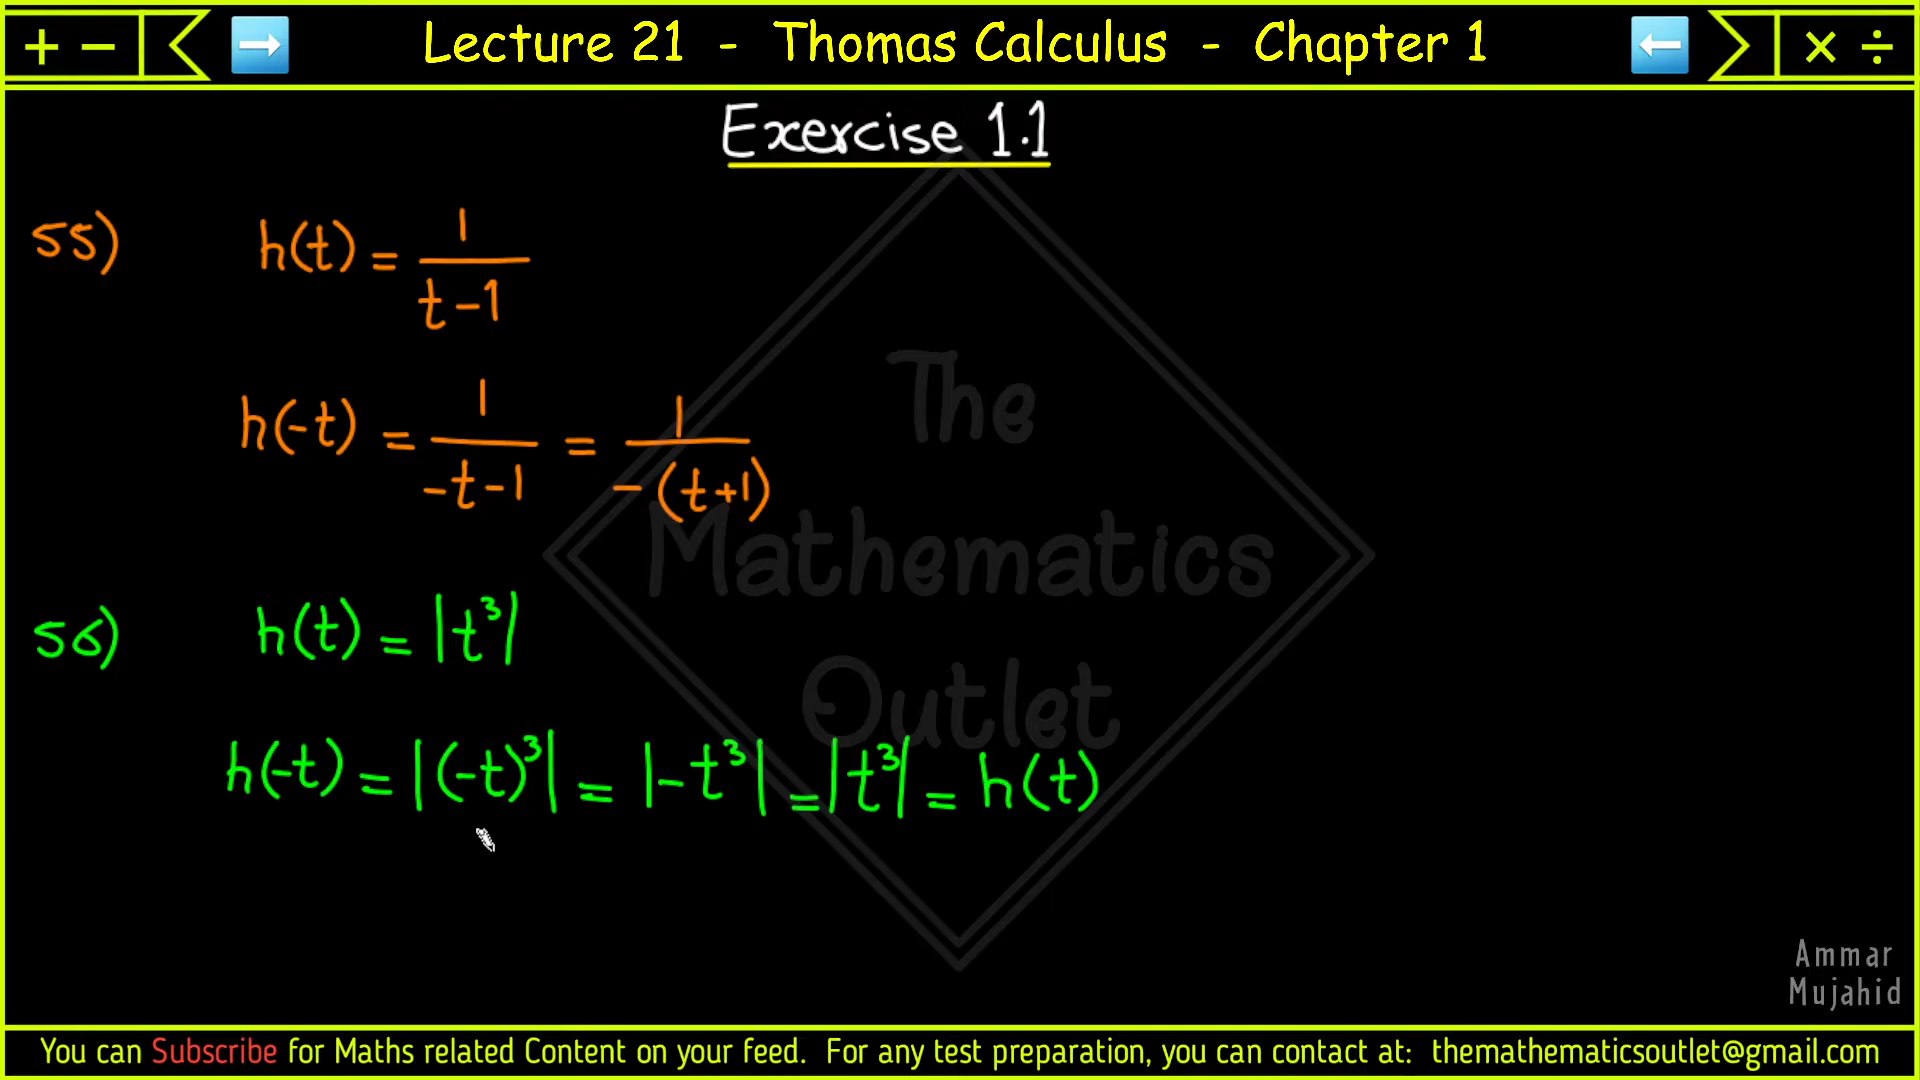 + − ➡ Lecture 21 - Thomas Calculus - Chapter 1 ⬅ × ÷
Exercise 1.1
55) h(t) = 1/(t-1)
h(-t) = 1/(-t-1) = 1/(-(t+1))
56) h(t) = |t³|
h(-t) = |(-t)³| = |-t³| = |t³| = h(t)
The
Mathematics
Outlet
Ammar
Mujahid
You can Subscribe for Maths related Content on your feed. For any test preparation, you can contact at: themathematicsoutlet@gmail.com